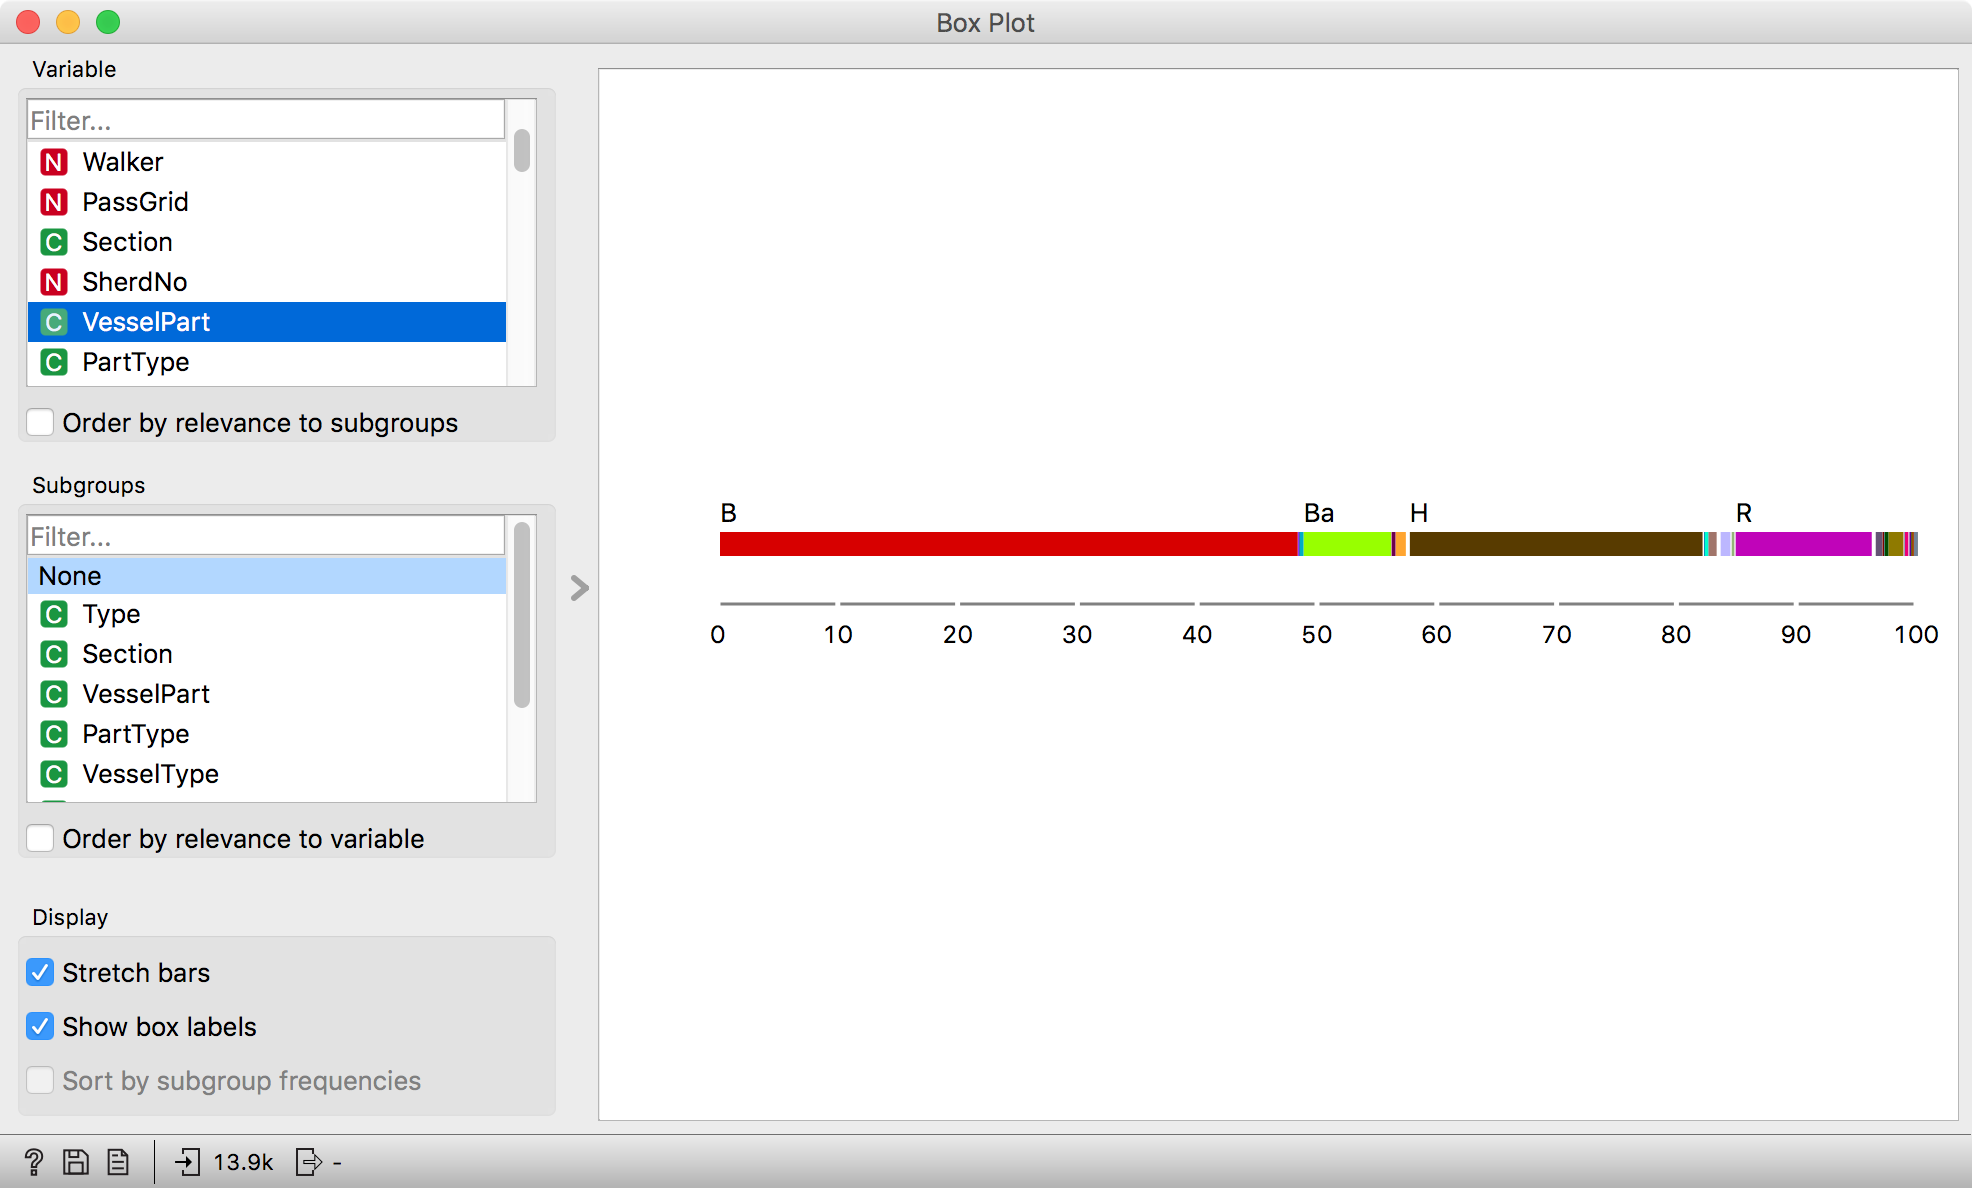 Box Plot
Variable
Filter...
N Walker
N PassGrid
C Section
N SherdNo
C VesselPart
C PartType
Order by relevance to subgroups
Subgroups
Filter...
None
C Type
C Section
C VesselPart
C PartType
C VesselType
Order by relevance to variable
Display
Stretch bars
Show box labels
Sort by subgroup frequencies
B Ba H R
0 10 20 30 40 50 60 70 80 90 100
? 13.9k -